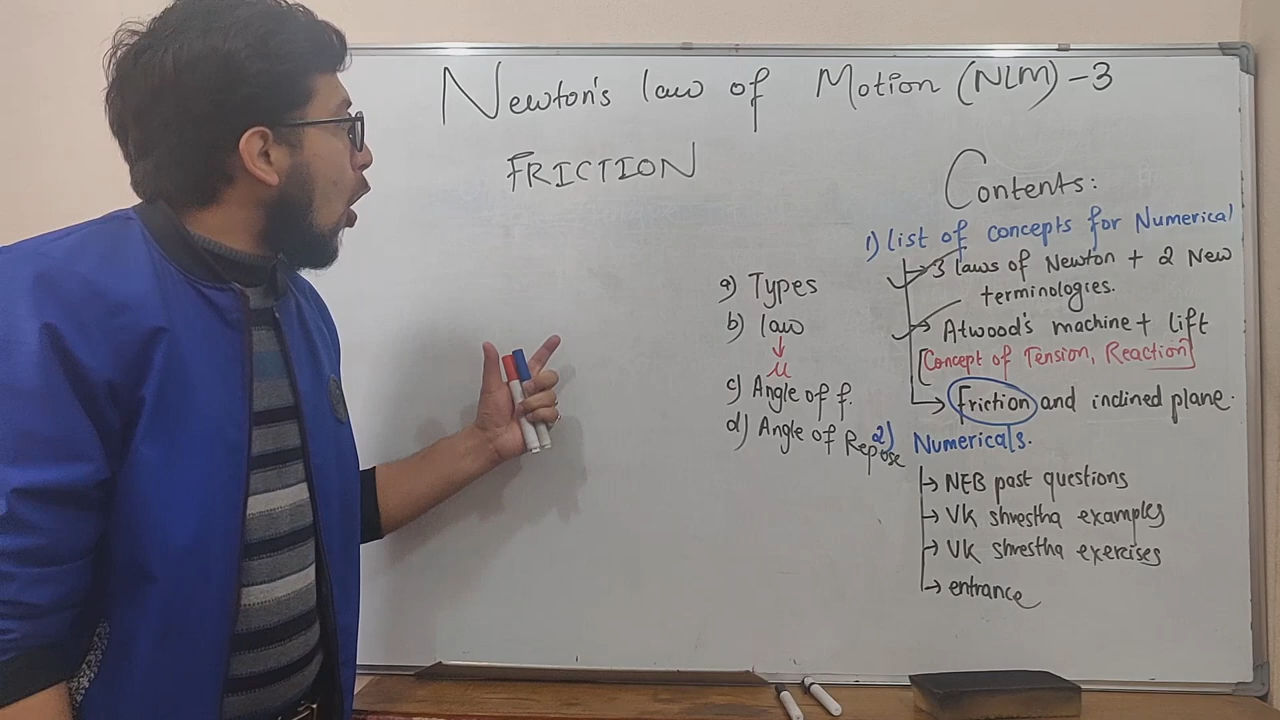 Newton's law of Motion (NLM) - 3
FRICTION
a) Types
b) law
μ
c) Angle of f.
d) Angle of Repose
Contents:
1) list of concepts for Numerical
→ 3 laws of Newton + 2 New
terminologies.
→ Atwood's machine + lift
[Concept of Tension, Reaction]
→ Friction and inclined plane.
2) Numericals.
→ NEB past questions
→ VK shrestha examples
→ VK shrestha exercises
→ entrance